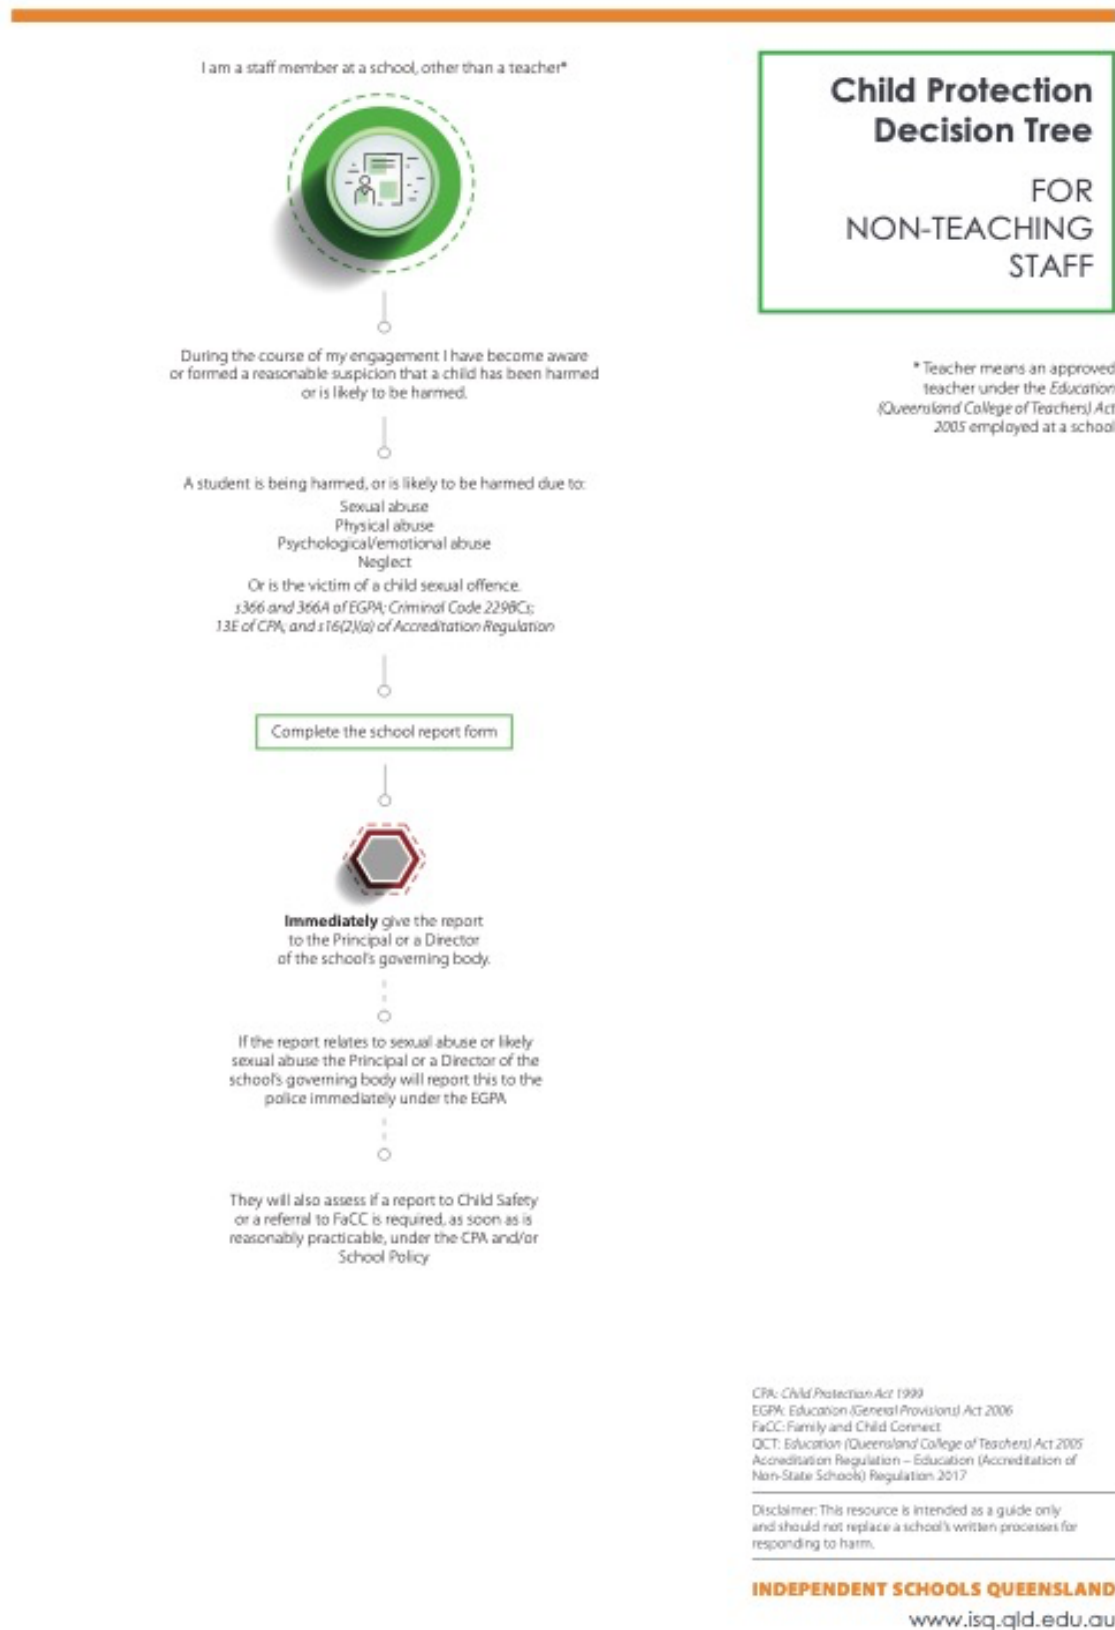 I am a staff member at a school, other than a teacher*
Child Protection
Decision Tree
FOR
NON-TEACHING
STAFF
* Teacher means an approved
teacher under the Education
(Queensland College of Teachers) Act
2005 employed at a school
During the course of my engagement I have become aware
or formed a reasonable suspicion that a child has been harmed
or is likely to be harmed.
A student is being harmed, or is likely to be harmed due to:
Sexual abuse
Physical abuse
Psychological/emotional abuse
Neglect
Or is the victim of a child sexual offence.
s366 and 366A of EGPA; Criminal Code 229BCs;
13E of CPA; and s16(2)(a) of Accreditation Regulation
Complete the school report form
Immediately give the report
to the Principal or a Director
of the school's governing body.
If the report relates to sexual abuse or likely
sexual abuse the Principal or a Director of the
school's governing body will report this to the
police immediately under the EGPA
They will also assess if a report to Child Safety
or a referral to FaCC is required, as soon as is
reasonably practicable, under the CPA and/or
School Policy
CPA: Child Protection Act 1999
EGPA: Education (General Provisions) Act 2006
FaCC: Family and Child Connect
QCT: Education (Queensland College of Teachers) Act 2005
Accreditation Regulation – Education (Accreditation of
Non-State Schools) Regulation 2017
Disclaimer: This resource is intended as a guide only
and should not replace a school's written processes for
responding to harm.
INDEPENDENT SCHOOLS QUEENSLAND
www.isq.qld.edu.au